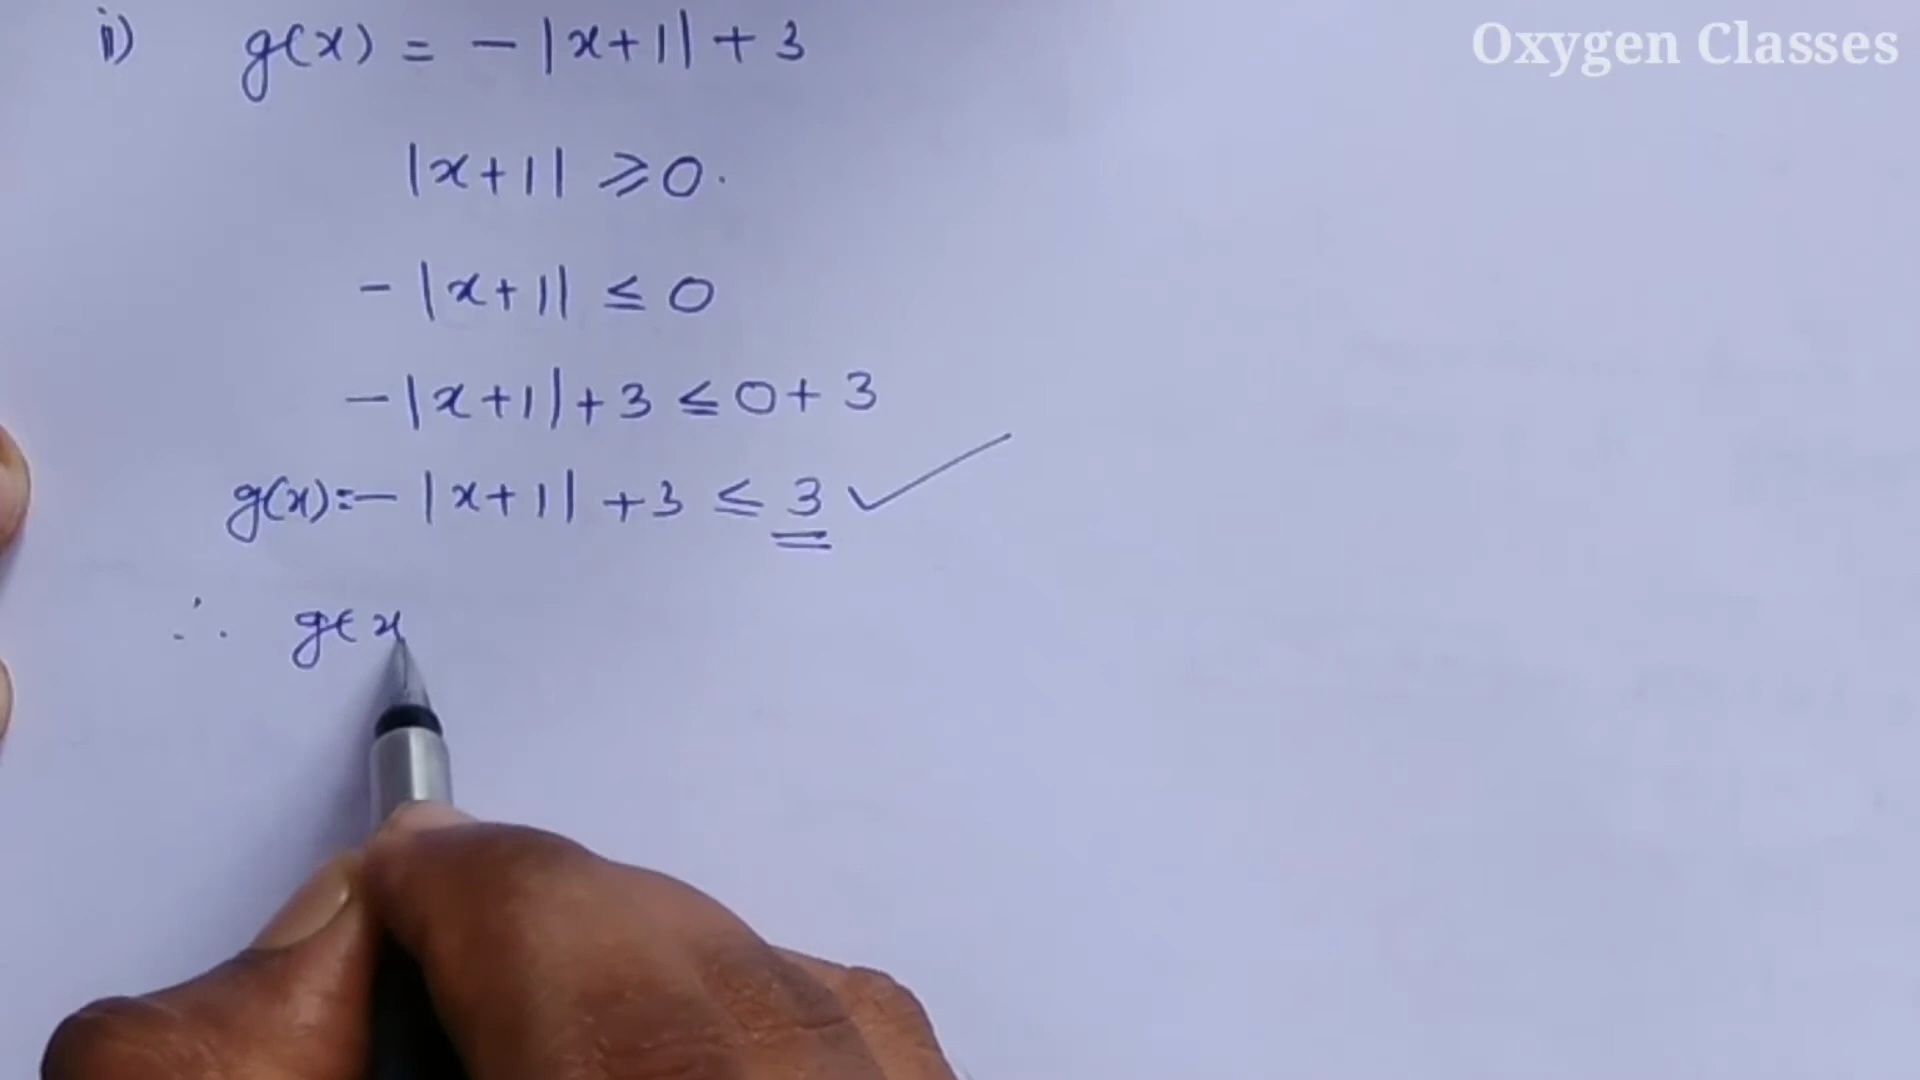 Oxygen Classes
ii) g(x) = - |x+1| + 3
|x+1| ⩾ 0.
- |x+1| ≤ 0
- |x+1| + 3 ≤ 0 + 3
g(x) = - |x+1| + 3 ≤ 3 ✓
∴ g(x